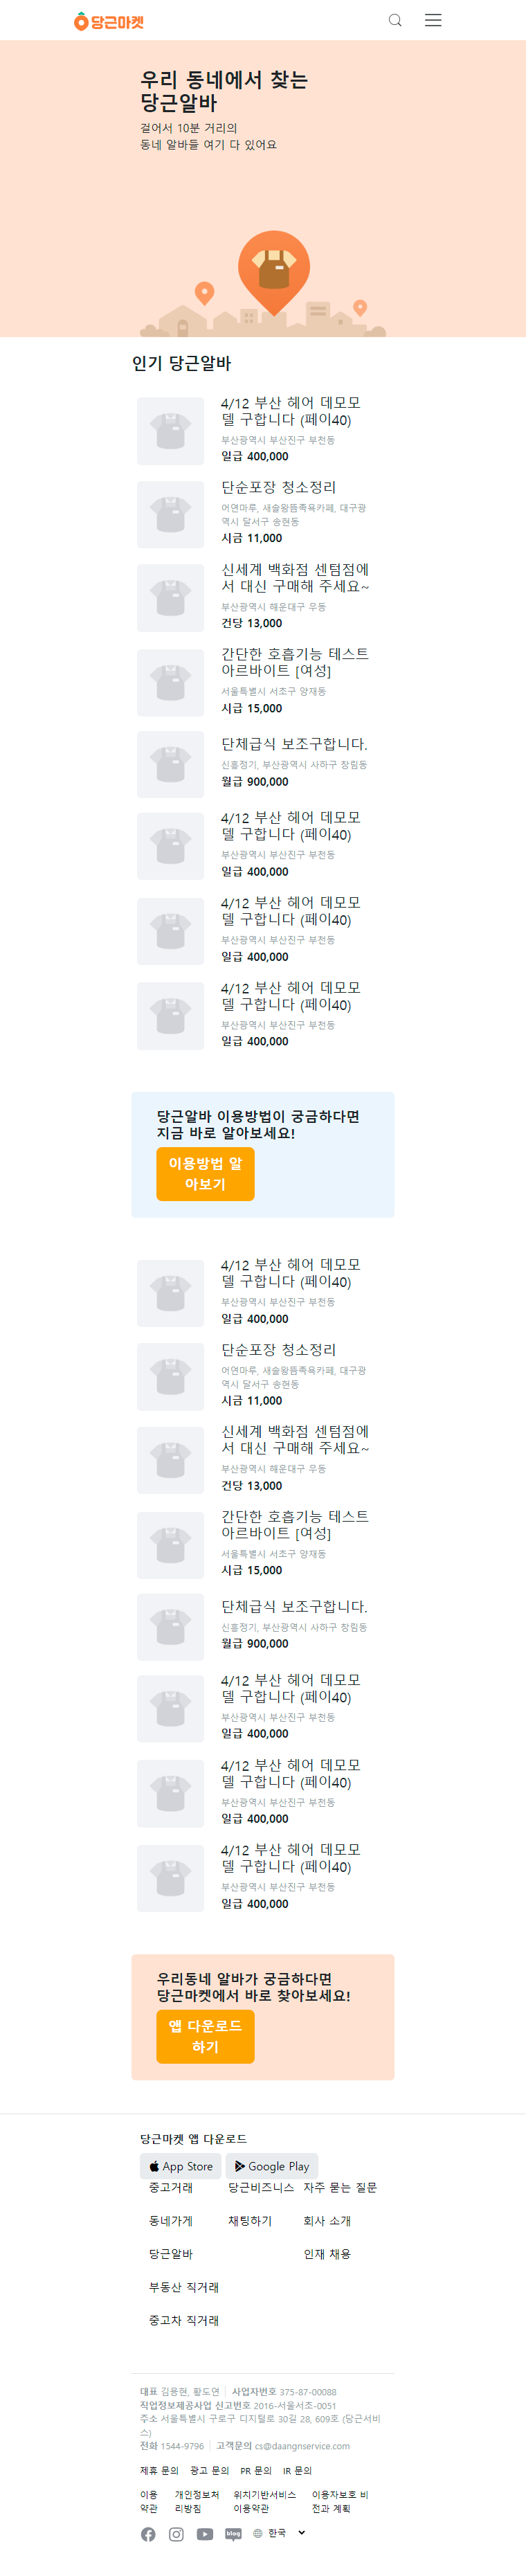 당근마켓
우리 동네에서 찾는
당근알바
걸어서 10분 거리의
동네 알바들 여기 다 있어요
인기 당근알바
4/12 부산 헤어 데모모
델 구합니다 (페이40)
부산광역시 부산진구 부전동
일급 400,000
단순포장 청소정리
어연마루, 새술왕뜸족욕카페, 대구광
역시 달서구 송현동
시급 11,000
신세계 백화점 센텀점에
서 대신 구매해 주세요~
부산광역시 해운대구 우동
건당 13,000
간단한 호흡기능 테스트
아르바이트 [여성]
서울특별시 서초구 양재동
시급 15,000
단체급식 보조구합니다.
신흥정기, 부산광역시 사하구 장림동
월급 900,000
4/12 부산 헤어 데모모
델 구합니다 (페이40)
부산광역시 부산진구 부전동
일급 400,000
4/12 부산 헤어 데모모
델 구합니다 (페이40)
부산광역시 부산진구 부전동
일급 400,000
4/12 부산 헤어 데모모
델 구합니다 (페이40)
부산광역시 부산진구 부전동
일급 400,000
당근알바 이용방법이 궁금하다면
지금 바로 알아보세요!
이용방법 알
아보기
4/12 부산 헤어 데모모
델 구합니다 (페이40)
부산광역시 부산진구 부전동
일급 400,000
단순포장 청소정리
어연마루, 새술왕뜸족욕카페, 대구광
역시 달서구 송현동
시급 11,000
신세계 백화점 센텀점에
서 대신 구매해 주세요~
부산광역시 해운대구 우동
건당 13,000
간단한 호흡기능 테스트
아르바이트 [여성]
서울특별시 서초구 양재동
시급 15,000
단체급식 보조구합니다.
신흥정기, 부산광역시 사하구 장림동
월급 900,000
4/12 부산 헤어 데모모
델 구합니다 (페이40)
부산광역시 부산진구 부전동
일급 400,000
4/12 부산 헤어 데모모
델 구합니다 (페이40)
부산광역시 부산진구 부전동
일급 400,000
4/12 부산 헤어 데모모
델 구합니다 (페이40)
부산광역시 부산진구 부전동
일급 400,000
우리동네 알바가 궁금하다면
당근마켓에서 바로 찾아보세요!
앱 다운로드
하기
당근마켓 앱 다운로드
App Store Google Play
중고거래 당근비즈니스 자주 묻는 질문
동네가게 채팅하기 회사 소개
당근알바 인재 채용
부동산 직거래
중고차 직거래
대표 김용현, 황도연 | 사업자번호 375-87-00088
직업정보제공사업 신고번호 2016-서울서초-0051
주소 서울특별시 구로구 디지털로 30길 28, 609호 (당근서비
스)
전화 1544-9796 | 고객문의 cs@daangnservice.com
제휴 문의 광고 문의 PR 문의 IR 문의
이용 개인정보처 위치기반서비스 이용자보호 비
약관 리방침 이용약관 전과 계획
blog 한국